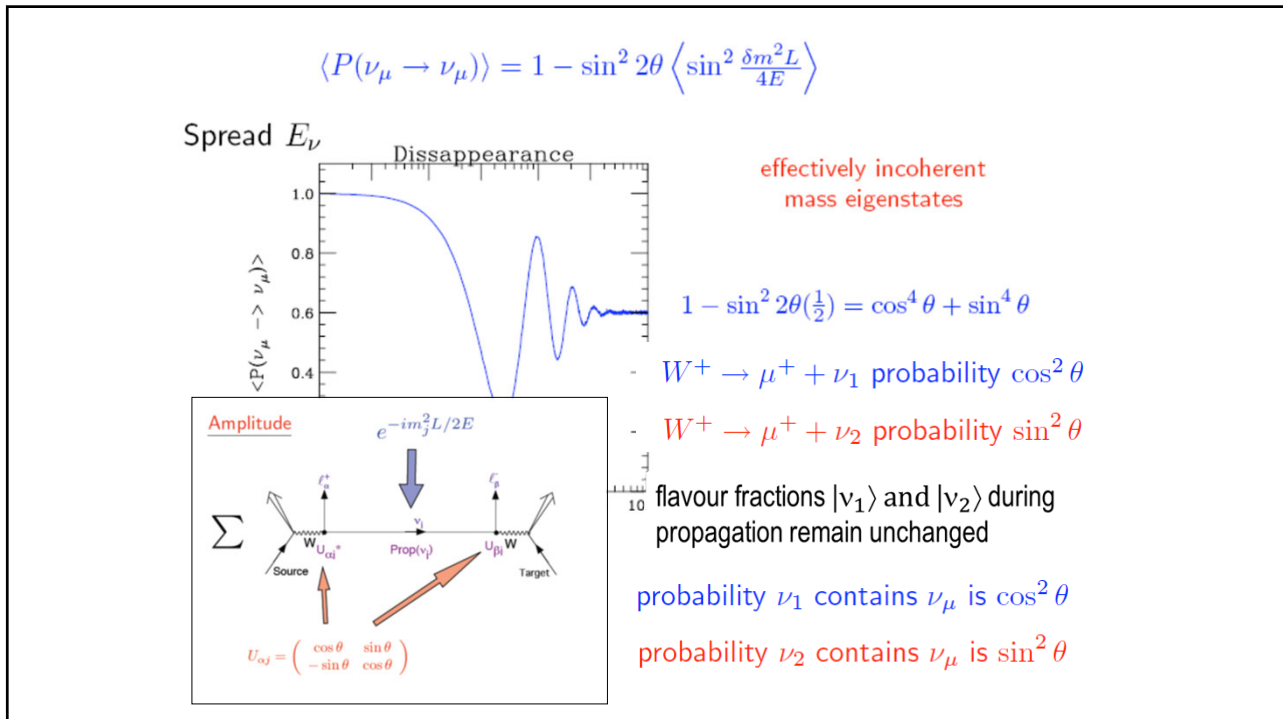 ⟨P(ν_μ → ν_μ)⟩ = 1 − sin² 2θ ⟨sin² δm²L/4E⟩
Spread E_ν
Dissappearance
effectively incoherent
mass eigenstates
1.0
0.8
0.6
0.4
<P(ν_μ -> ν_μ)>
10
1 − sin² 2θ(½) = cos⁴ θ + sin⁴ θ
W⁺ → μ⁺ + ν₁ probability cos² θ
W⁺ → μ⁺ + ν₂ probability sin² θ
flavour fractions |ν₁⟩ and |ν₂⟩ during
propagation remain unchanged
probability ν₁ contains ν_μ is cos² θ
probability ν₂ contains ν_μ is sin² θ
Amplitude
e^{−im_j²L/2E}
ℓ_α⁺
ℓ_β⁻
ν_i
∑
W
U_αi*
Prop(ν_i)
U_βi
W
Source
Target
U_αj = ( cos θ sin θ
− sin θ cos θ )